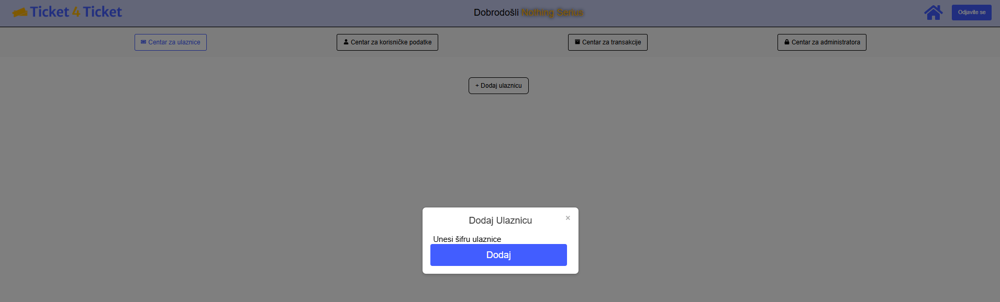 Ticket 4 Ticket
Dobrodošli Nothing Serius
Odjavite se
Centar za ulaznice
Centar za korisničke podatke
Centar za transakcije
Centar za administratora
+ Dodaj ulaznicu
Dodaj Ulaznicu
×
Unesi šifru ulaznice
Dodaj